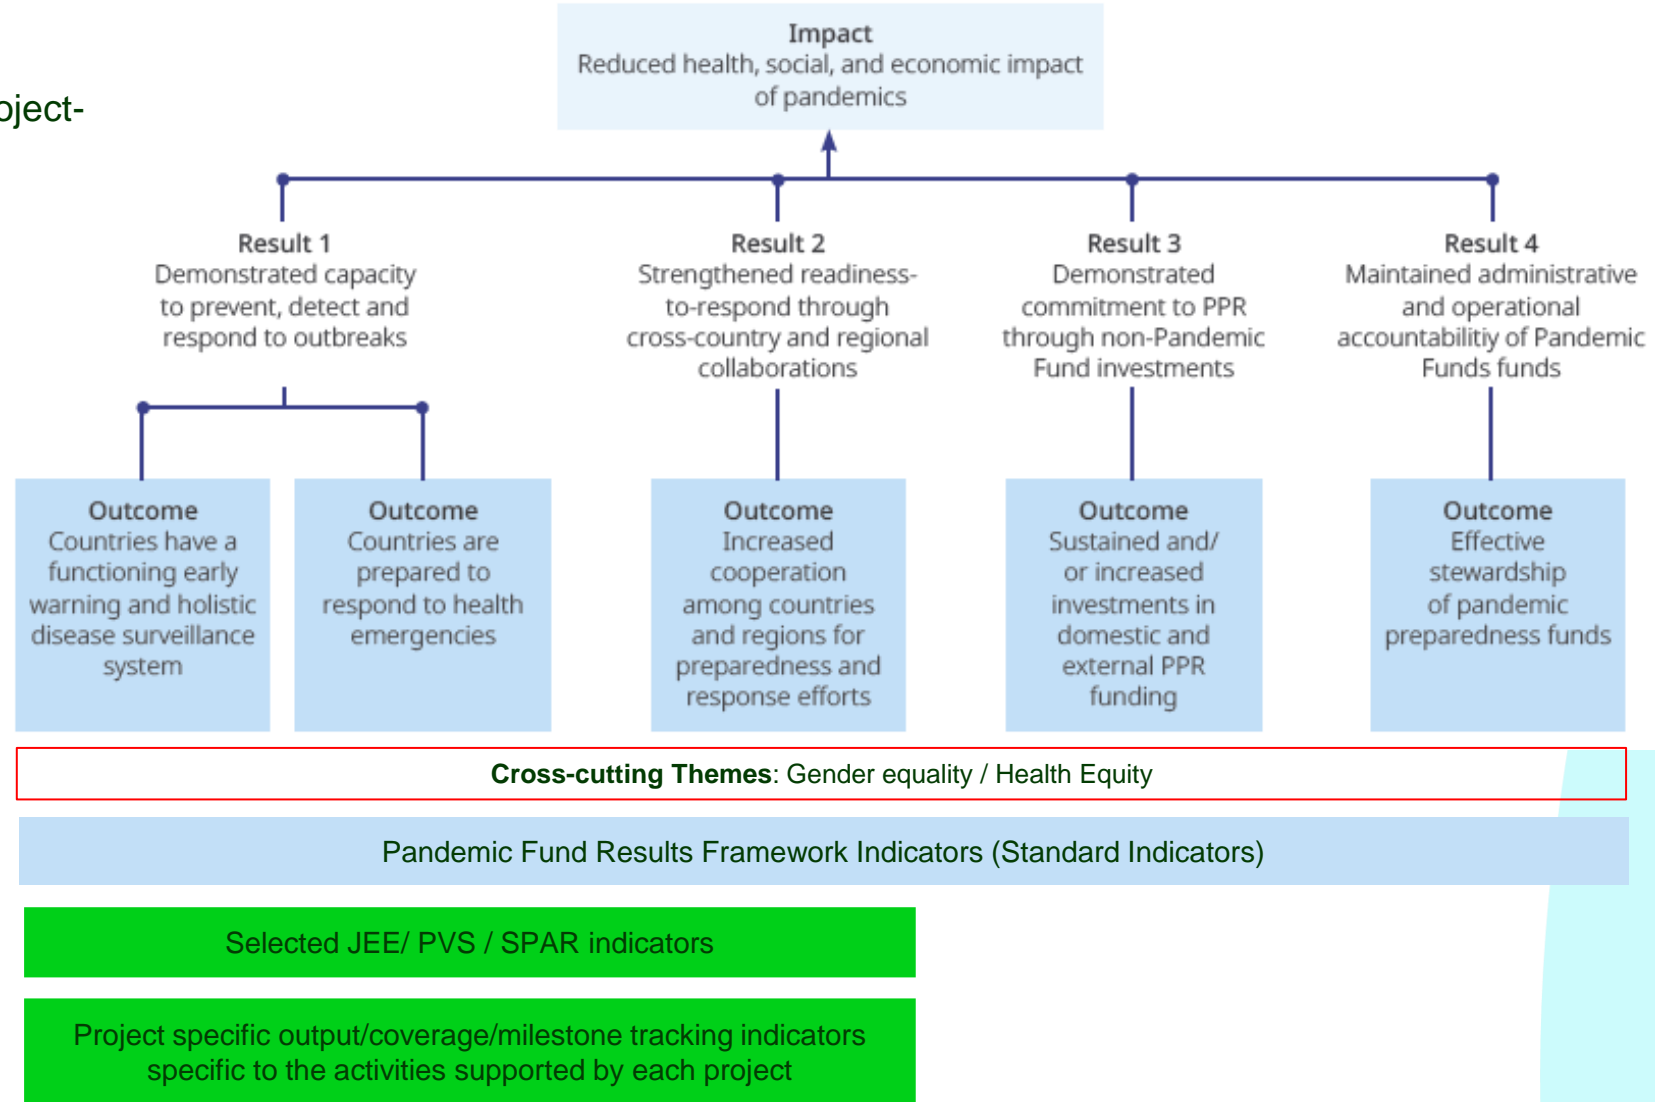 Impact
Reduced health, social, and economic impact
of pandemics
oject-
Result 1
Demonstrated capacity
to prevent, detect and
respond to outbreaks
Result 2
Strengthened readiness-
to-respond through
cross-country and regional
collaborations
Result 3
Demonstrated
commitment to PPR
through non-Pandemic
Fund investments
Result 4
Maintained administrative
and operational
accountabilitiy of Pandemic
Funds funds
Outcome
Countries have a
functioning early
warning and holistic
disease surveillance
system
Outcome
Countries are
prepared to
respond to health
emergencies
Outcome
Increased
cooperation
among countries
and regions for
preparedness and
response efforts
Outcome
Sustained and/
or increased
investments in
domestic and
external PPR
funding
Outcome
Effective
stewardship
of pandemic
preparedness funds
Cross-cutting Themes: Gender equality / Health Equity
Pandemic Fund Results Framework Indicators (Standard Indicators)
Selected JEE/ PVS / SPAR indicators
Project specific output/coverage/milestone tracking indicators
specific to the activities supported by each project